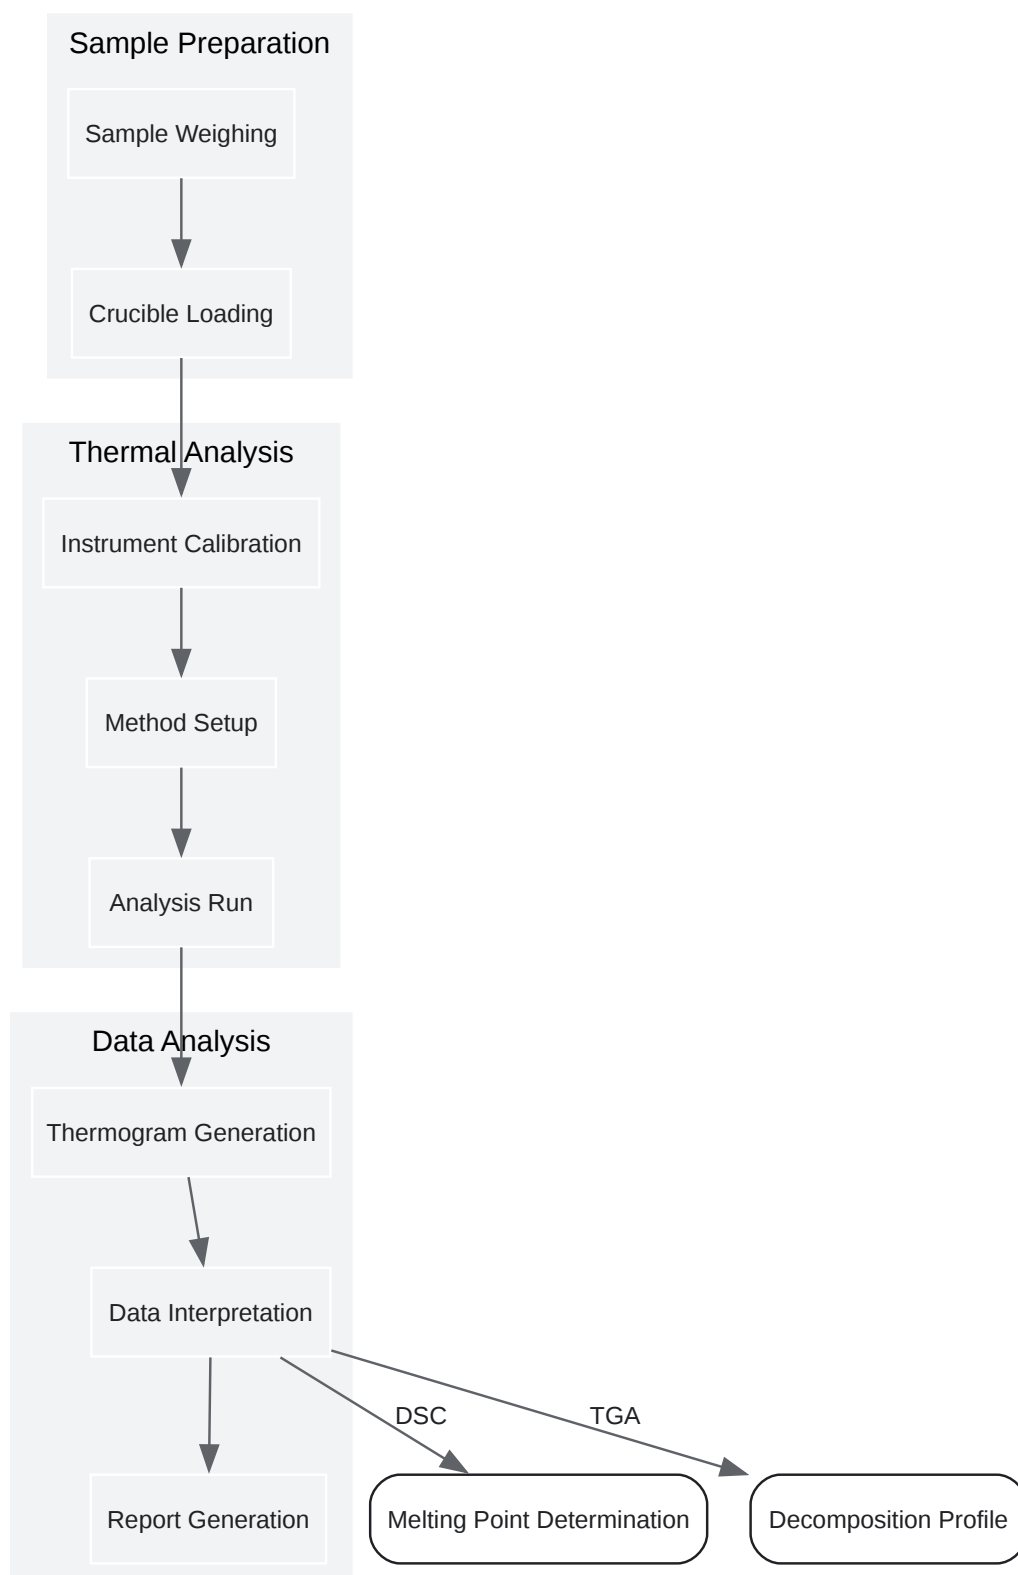 Sample Preparation
Sample Weighing
Crucible Loading
Thermal Analysis
Instrument Calibration
Method Setup
Analysis Run
Data Analysis
Thermogram Generation
Data Interpretation
DSC
TGA
Report Generation
Melting Point Determination
Decomposition Profile